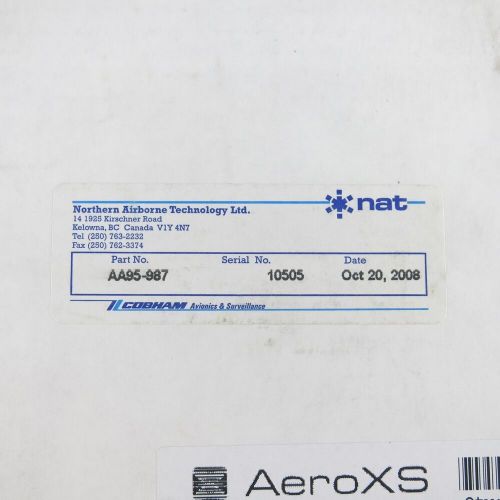 Northern Airborne Technology Ltd.
14 1925 Kirschner Road
Kelowna, BC Canada V1Y 4N7
Tel (250) 763-2232
Fax (250) 762-3374
nat
Part No. Serial No. Date
AA95-987 10505 Oct 20, 2008
COBHAM Avionics & Surveillance
AeroXS